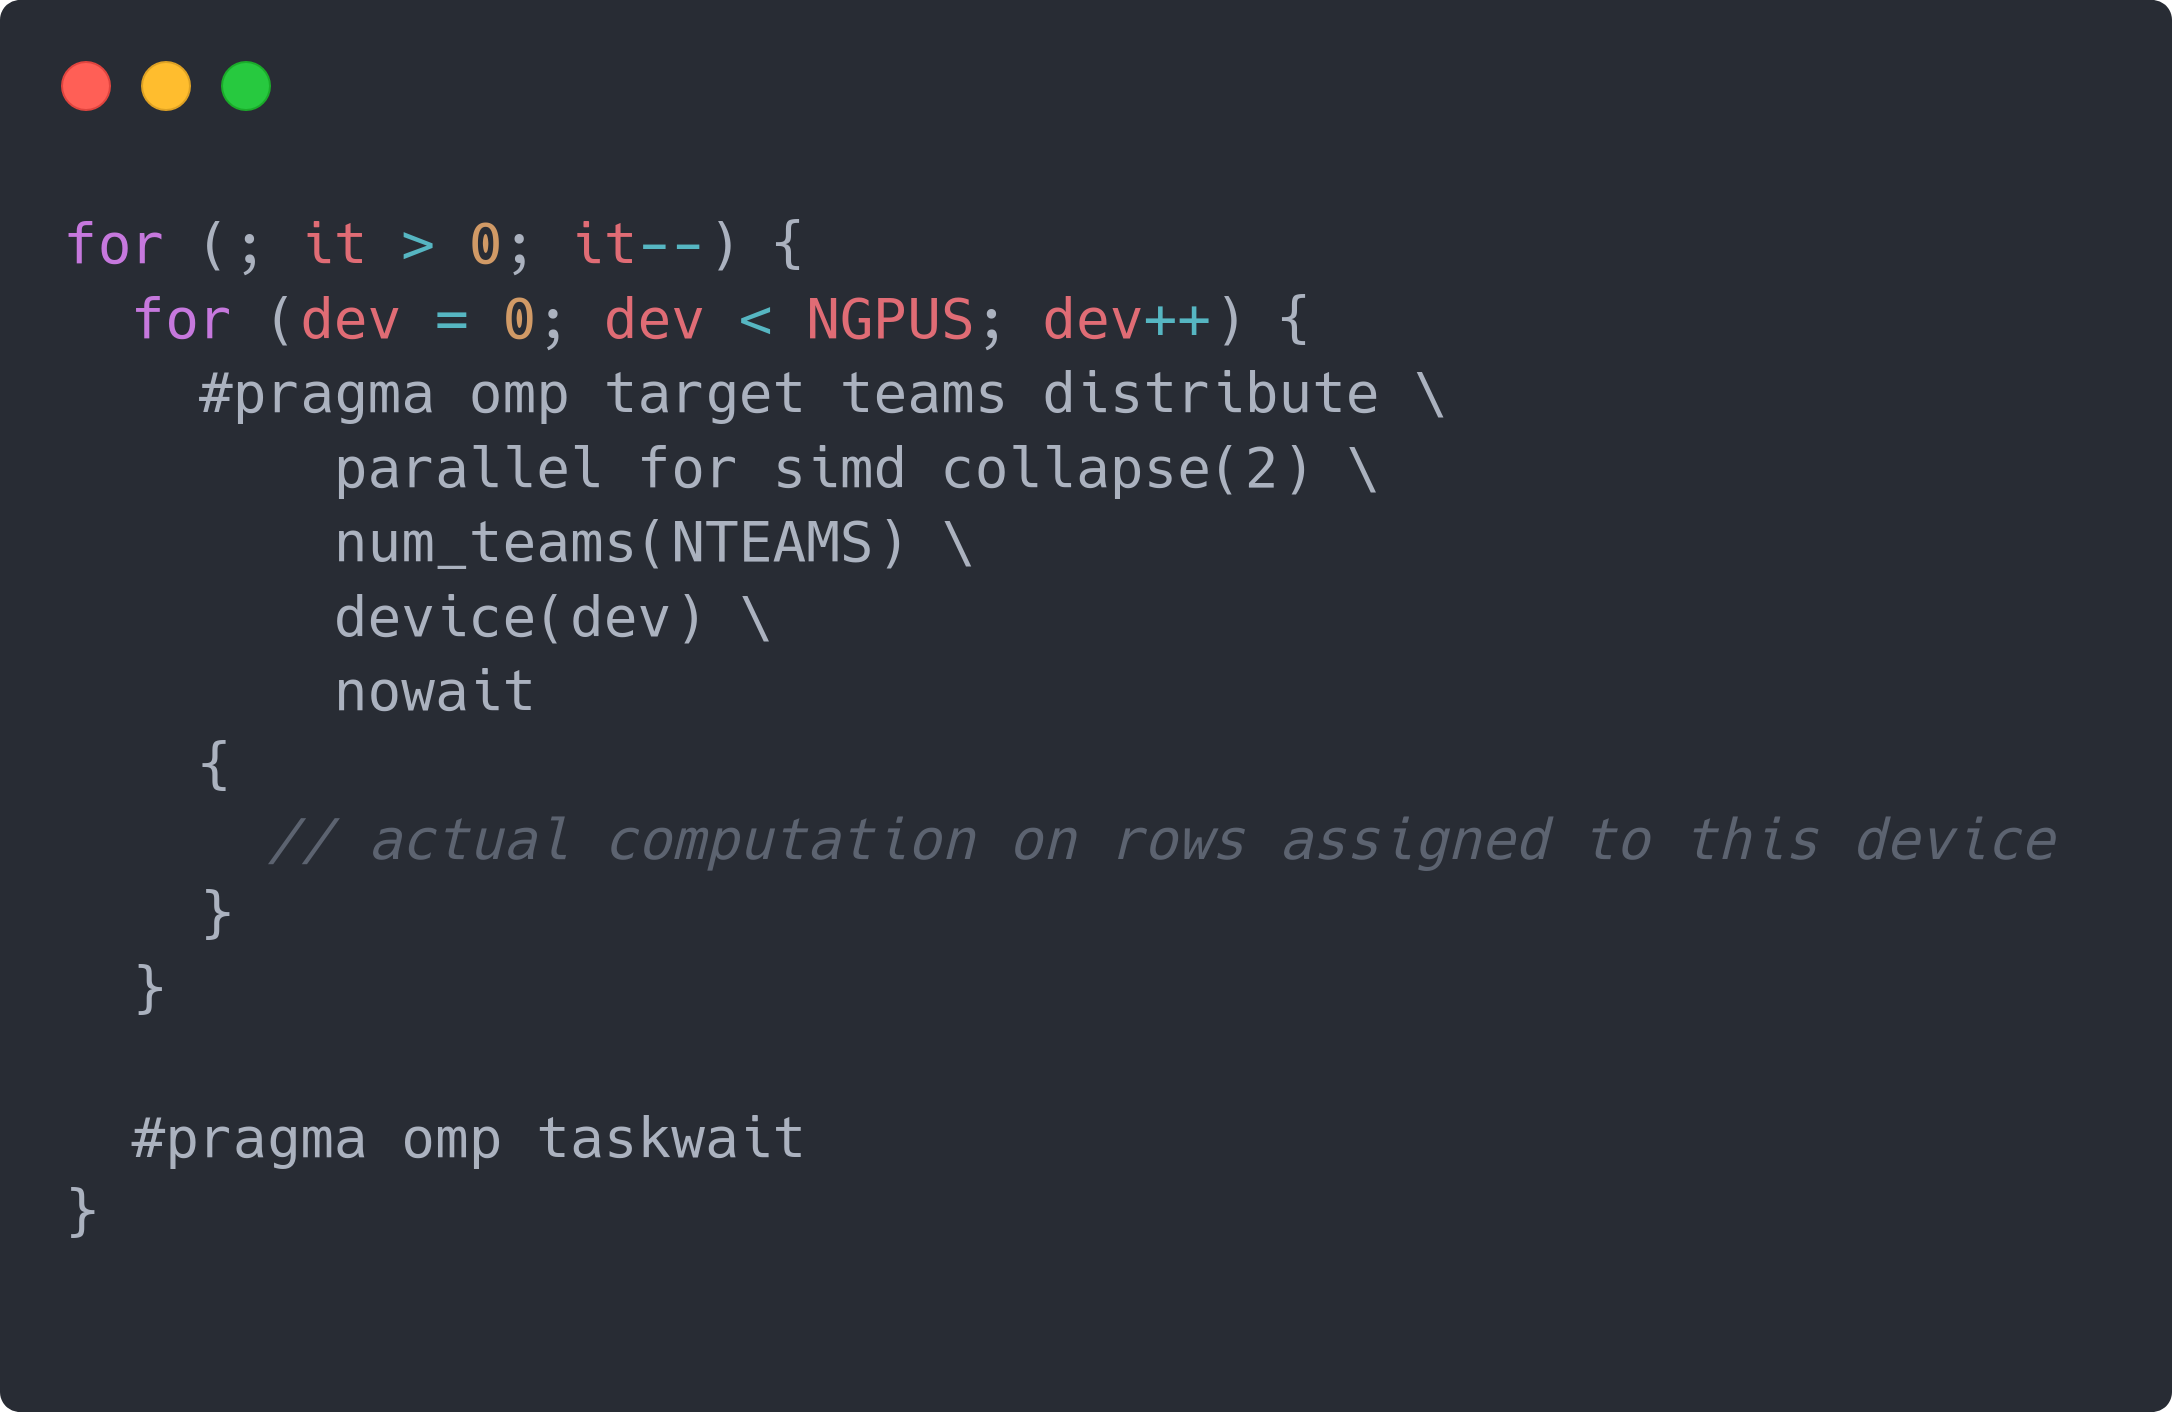 for (; it > 0; it--) {
  for (dev = 0; dev < NGPUS; dev++) {
    #pragma omp target teams distribute \
        parallel for simd collapse(2) \
        num_teams(NTEAMS) \
        device(dev) \
        nowait
    {
      // actual computation on rows assigned to this device
    }
  }

  #pragma omp taskwait
}